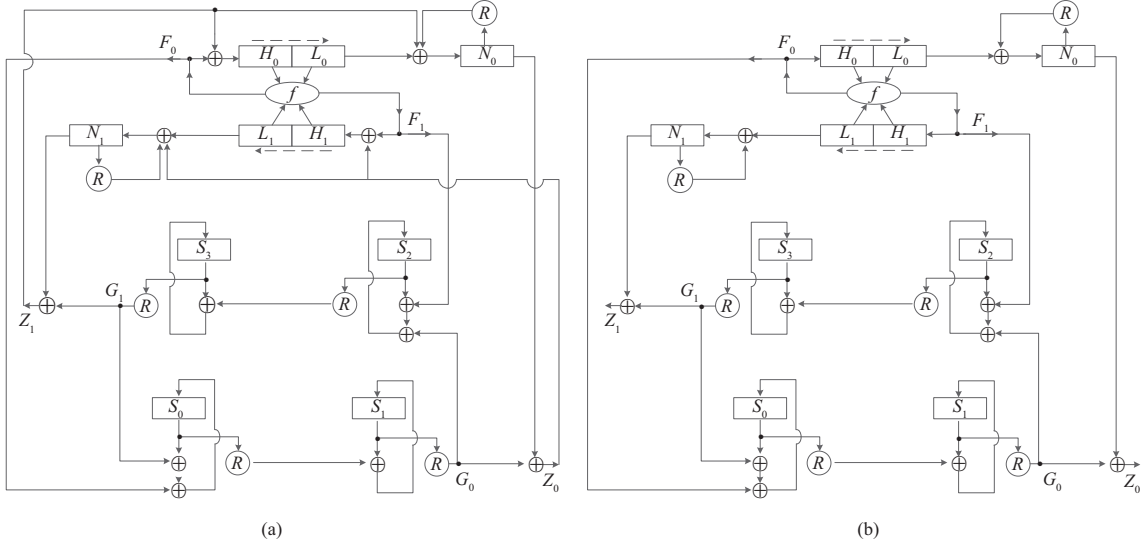 R
F₀ H₀ L₀ N₀
f
N₁ L₁ H₁ F₁
R
S₃ S₂
G₁ R R
Z₁
S₀ S₁
R R
G₀ Z₀
(a)
R
F₀ H₀ L₀ N₀
f
N₁ L₁ H₁ F₁
R
S₃ S₂
G₁ R R
Z₁
S₀ S₁
R R
G₀ Z₀
(b)